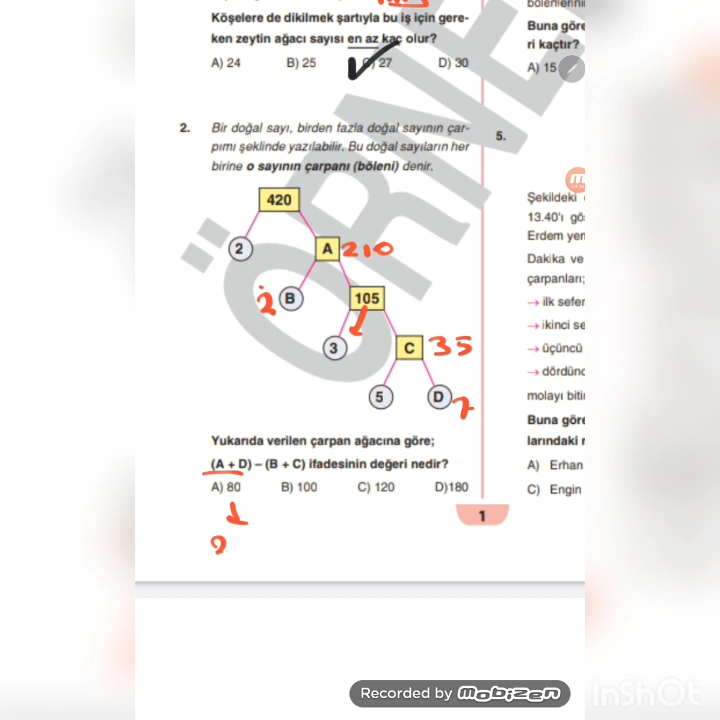 Köşelere de dikilmek şartıyla bu iş için gere-
ken zeytin ağacı sayısı en az kaç olur?
A) 24 B) 25 C) 27 D) 30
2. Bir doğal sayı, birden fazla doğal sayının çar-
pımı şeklinde yazılabilir. Bu doğal sayıların her
birine o sayının çarpanı (böleni) denir.
420
2 A 210
2 B 105
3 C 35
5 D 7
Yukarıda verilen çarpan ağacına göre;
(A + D) – (B + C) ifadesinin değeri nedir?
A) 80 B) 100 C) 120 D)180
1
ÖRNE
Buna göre
ri kaçtır?
A) 15
5.
Şekildeki
13.40'ı gö
Erdem yem
Dakika ve
çarpanları;
→ ilk sefer
→ ikinci se
→ üçüncü
→ dördünc
molayı biti
Buna göre
larındaki
A) Erhan
C) Engin
Recorded by Mobizen
InShOt